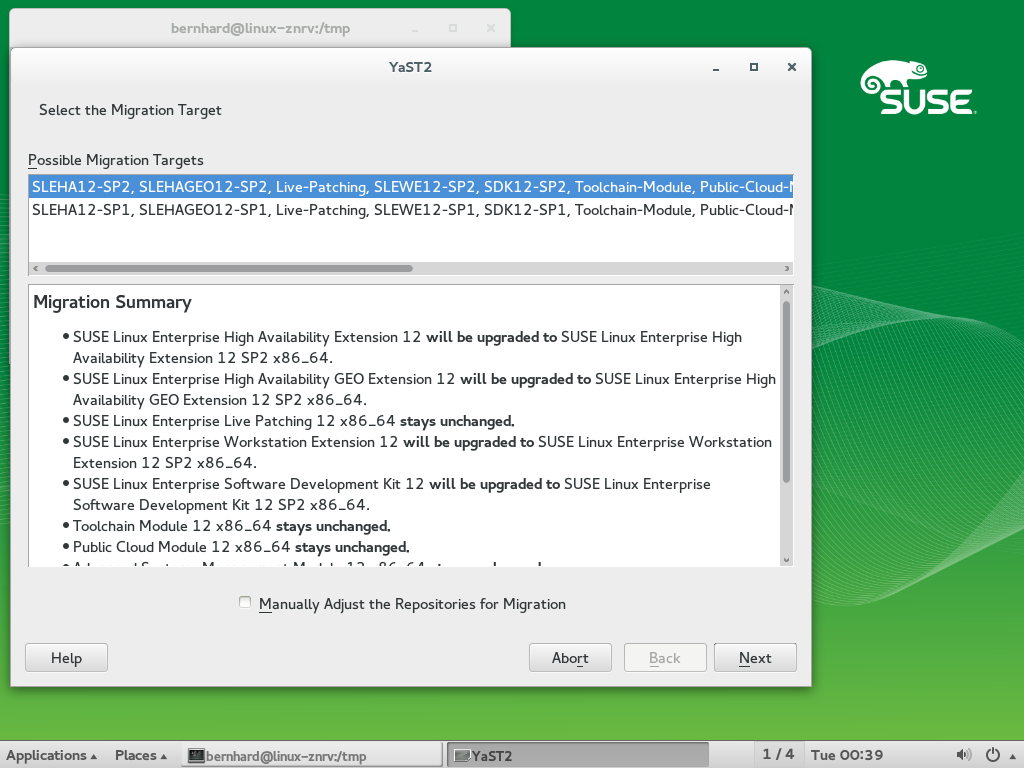 bernhard@linux-znrv:/tmp
YaST2
SUSE
Select the Migration Target
Possible Migration Targets
SLEHA12-SP2, SLEHAGEO12-SP2, Live-Patching, SLEWE12-SP2, SDK12-SP2, Toolchain-Module, Public-Cloud-
SLEHA12-SP1, SLEHAGEO12-SP1, Live-Patching, SLEWE12-SP1, SDK12-SP1, Toolchain-Module, Public-Cloud-
Migration Summary
• SUSE Linux Enterprise High Availability Extension 12 will be upgraded to SUSE Linux Enterprise High
Availability Extension 12 SP2 x86_64.
• SUSE Linux Enterprise High Availability GEO Extension 12 will be upgraded to SUSE Linux Enterprise High
Availability GEO Extension 12 SP2 x86_64.
• SUSE Linux Enterprise Live Patching 12 x86_64 stays unchanged.
• SUSE Linux Enterprise Workstation Extension 12 will be upgraded to SUSE Linux Enterprise Workstation
Extension 12 SP2 x86_64.
• SUSE Linux Enterprise Software Development Kit 12 will be upgraded to SUSE Linux Enterprise
Software Development Kit 12 SP2 x86_64.
• Toolchain Module 12 x86_64 stays unchanged.
• Public Cloud Module 12 x86_64 stays unchanged.
Manually Adjust the Repositories for Migration
Help
Abort
Back
Next
Applications
Places
bernhard@linux-znrv:/tmp
YaST2
1 / 4
Tue 00:39